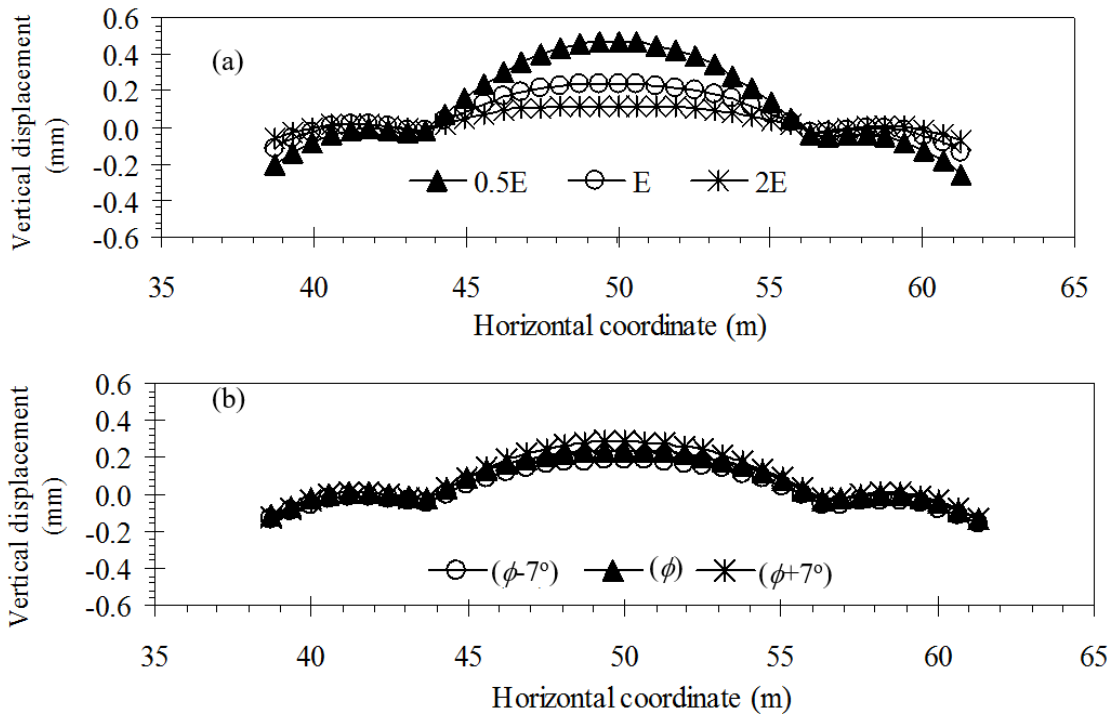 (a)
Vertical displacement
(mm)
0.6
0.4
0.2
0.0
-0.2
-0.4
-0.6
0.5E E 2E
35 40 45 50 55 60 65
Horizontal coordinate (m)
(b)
Vertical displacement
(mm)
0.6
0.4
0.2
0.0
-0.2
-0.4
-0.6
(ϕ-7º) (ϕ) (ϕ+7º)
35 40 45 50 55 60 65
Horizontal coordinate (m)